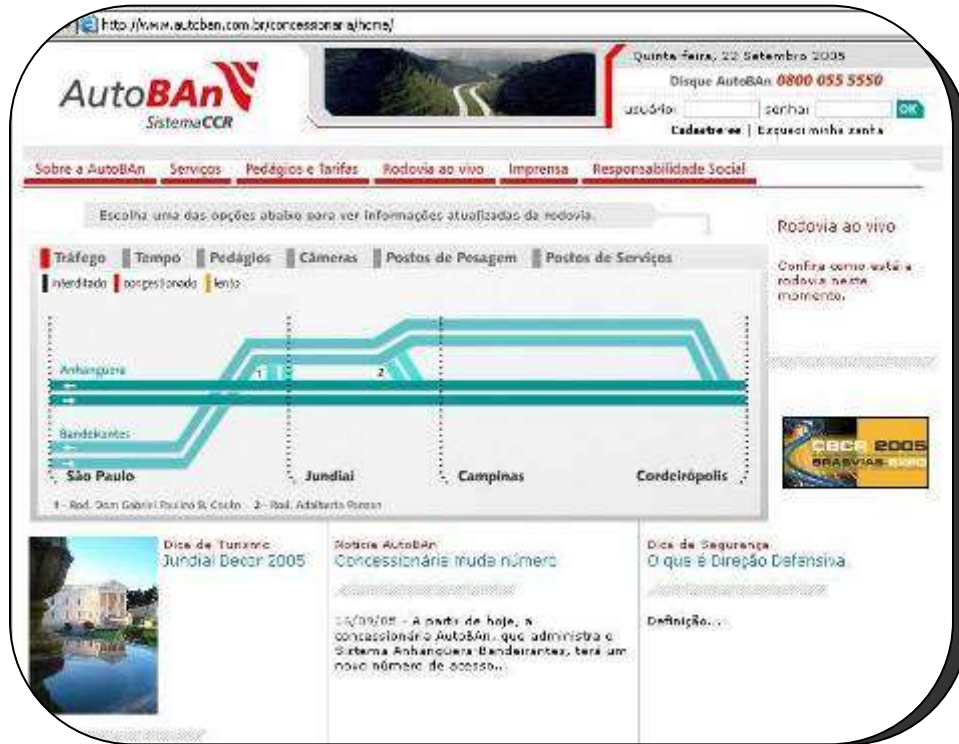 http://www.autoban.com.br/concessionaria/home/
AutoBAn
SistemaCCR
Quinta-feira, 22 Setembro 2005
Disque AutoBAn 0800 055 5550
usuário: senha: OK
Cadastre-se | Esqueci minha senha
Sobre a AutoBAn Serviços Pedágios e Tarifas Rodovia ao vivo Imprensa Responsabilidade Social
Escolha uma das opções abaixo para ver informações atualizadas da rodovia.
Tráfego Tempo Pedágios Câmeras Postos de Pesagem Postos de Serviços
interditado congestionado lento
Rodovia ao vivo
Confira como está a
rodovia neste
momento.
Anhanguera
1 2
Bandeirantes
São Paulo Jundiaí Campinas Cordeirópolis
1 - Rod. Dom Gabriel Paulino B. Couto 2 - Rod. Adalberto Panzan
CBCR 2005
BRASVIAS EXPO
Dica de Turismo
Jundiaí Decor 2005
Notícia AutoBAn
Concessionária muda número
16/09/05 - A partir de hoje, a
concessionária AutoBAn, que administra o
Sistema Anhangüera-Bandeirantes, terá um
novo número de acesso...
Dica de Segurança
O que é Direção Defensiva
Definição...